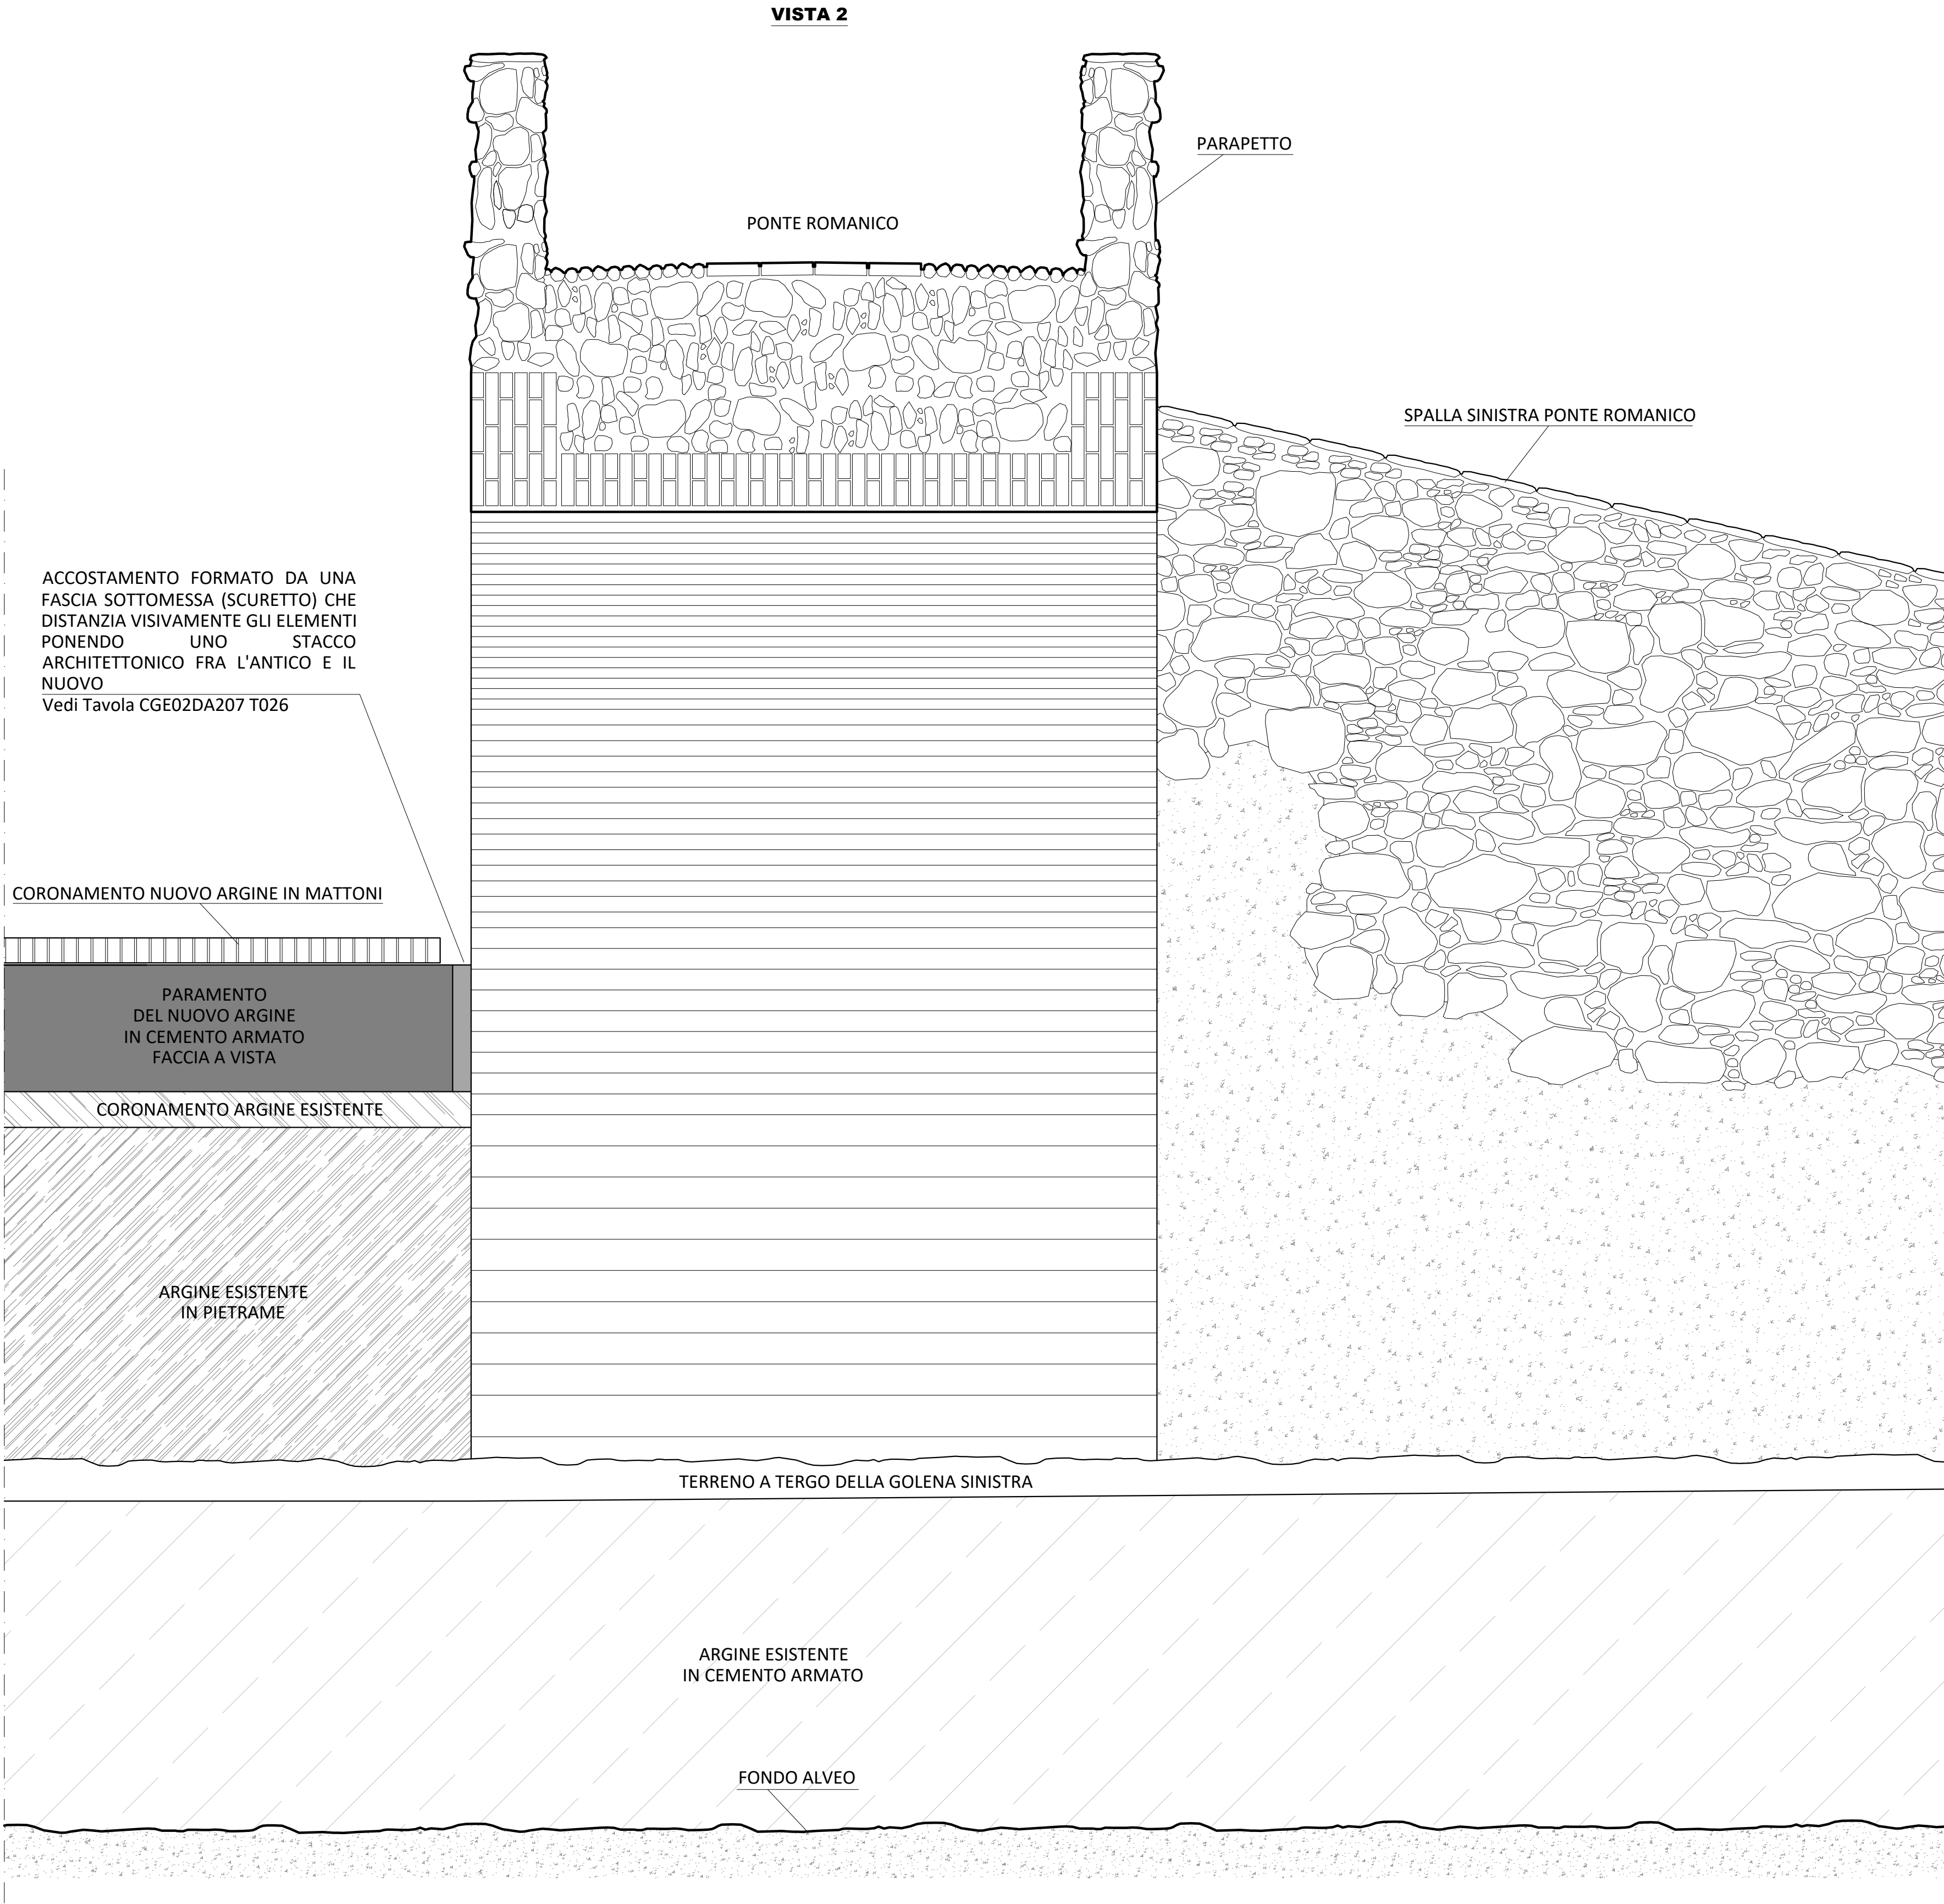 VISTA 2
PARAPETTO
PONTE ROMANICO
SPALLA SINISTRA PONTE ROMANICO
ACCOSTAMENTO FORMATO DA UNA
FASCIA SOTTOMESSA (SCURETTO) CHE
DISTANZIA VISIVAMENTE GLI ELEMENTI
PONENDO UNO STACCO
ARCHITETTONICO FRA L'ANTICO E IL
NUOVO
Vedi Tavola CGE02DA207 T026
CORONAMENTO NUOVO ARGINE IN MATTONI
PARAMENTO
DEL NUOVO ARGINE
IN CEMENTO ARMATO
FACCIA A VISTA
CORONAMENTO ARGINE ESISTENTE
ARGINE ESISTENTE
IN PIETRAME
TERRENO A TERGO DELLA GOLENA SINISTRA
ARGINE ESISTENTE
IN CEMENTO ARMATO
FONDO ALVEO